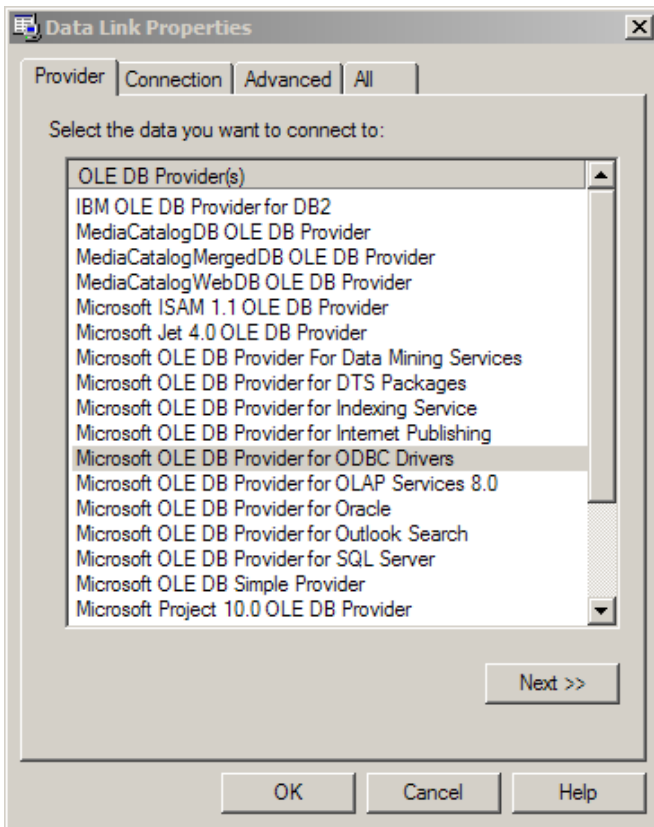 Data Link Properties
Provider Connection Advanced All
Select the data you want to connect to:
OLE DB Provider(s)
IBM OLE DB Provider for DB2
MediaCatalogDB OLE DB Provider
MediaCatalogMergedDB OLE DB Provider
MediaCatalogWebDB OLE DB Provider
Microsoft ISAM 1.1 OLE DB Provider
Microsoft Jet 4.0 OLE DB Provider
Microsoft OLE DB Provider For Data Mining Services
Microsoft OLE DB Provider for DTS Packages
Microsoft OLE DB Provider for Indexing Service
Microsoft OLE DB Provider for Internet Publishing
Microsoft OLE DB Provider for ODBC Drivers
Microsoft OLE DB Provider for OLAP Services 8.0
Microsoft OLE DB Provider for Oracle
Microsoft OLE DB Provider for Outlook Search
Microsoft OLE DB Provider for SQL Server
Microsoft OLE DB Simple Provider
Microsoft Project 10.0 OLE DB Provider
Next >>
OK Cancel Help